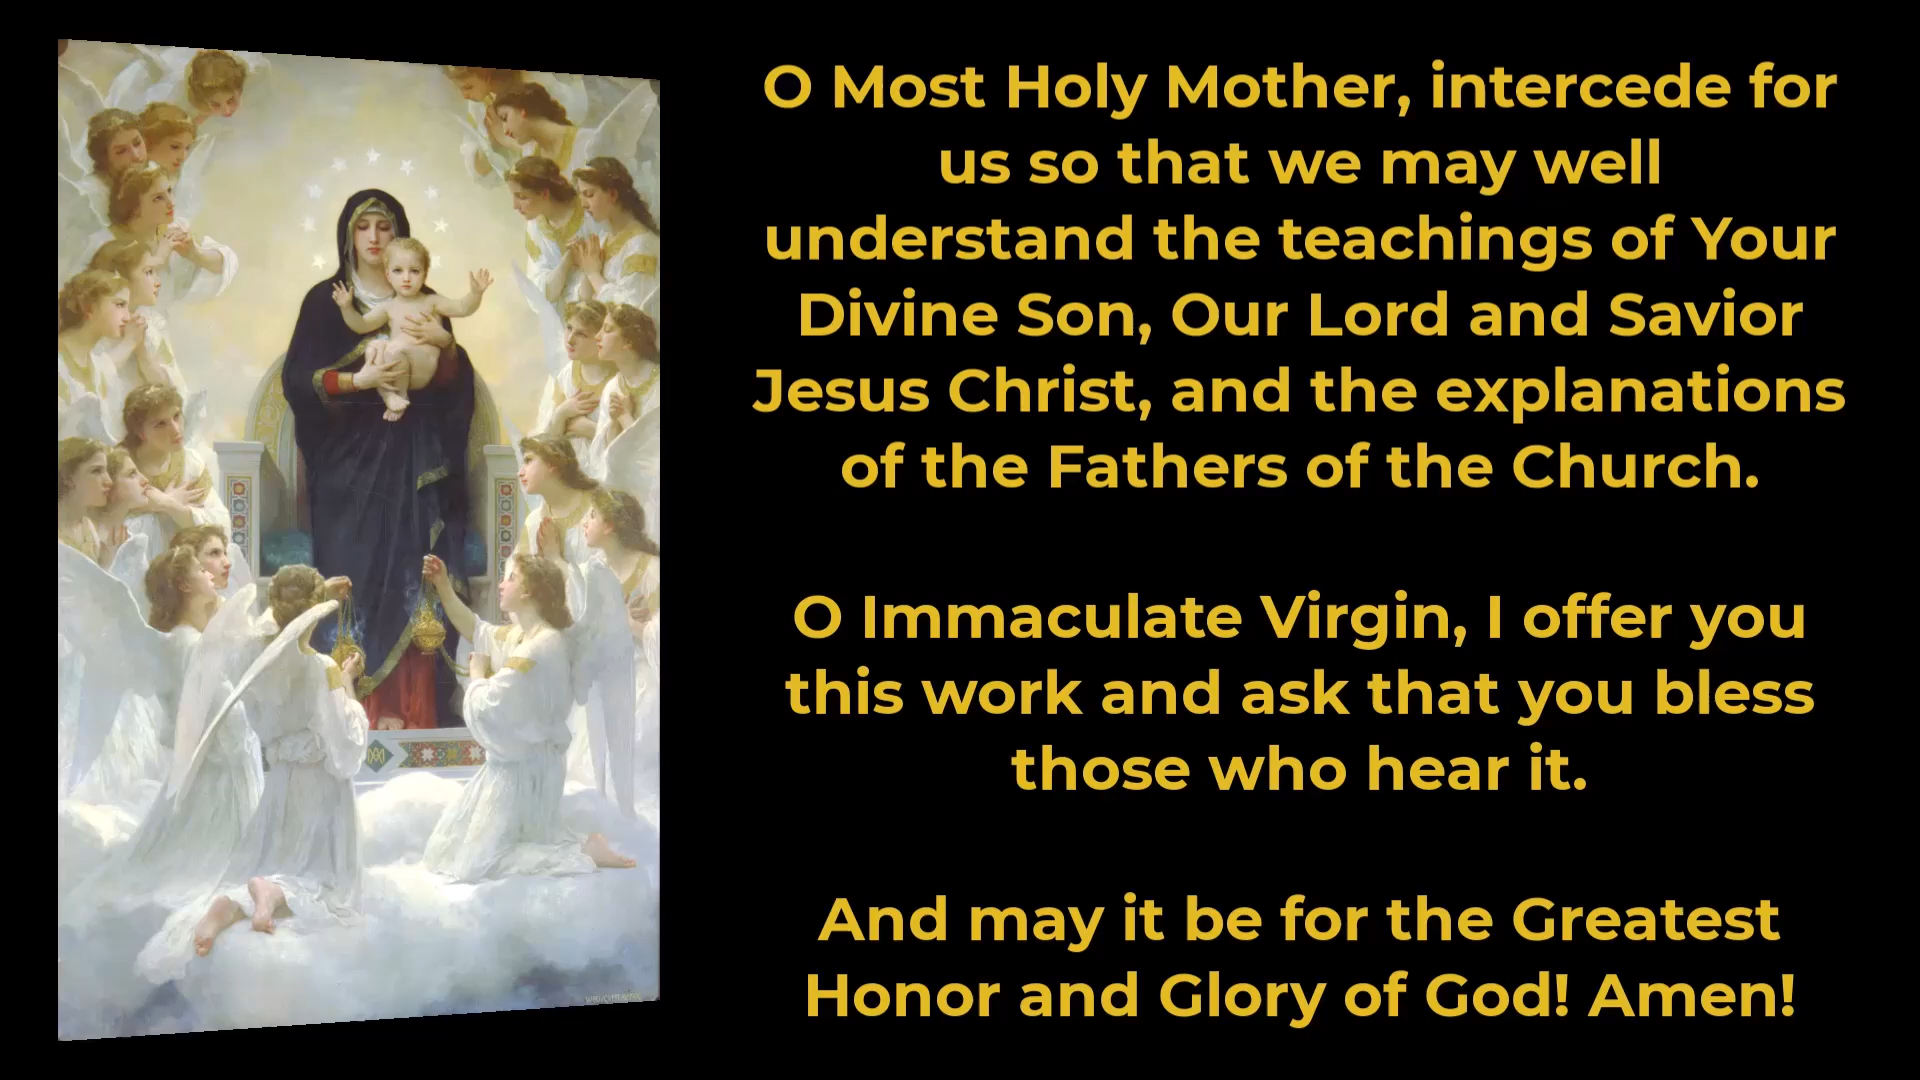 O Most Holy Mother, intercede for
us so that we may well
understand the teachings of Your
Divine Son, Our Lord and Savior
Jesus Christ, and the explanations
of the Fathers of the Church.
O Immaculate Virgin, I offer you
this work and ask that you bless
those who hear it.
And may it be for the Greatest
Honor and Glory of God! Amen!